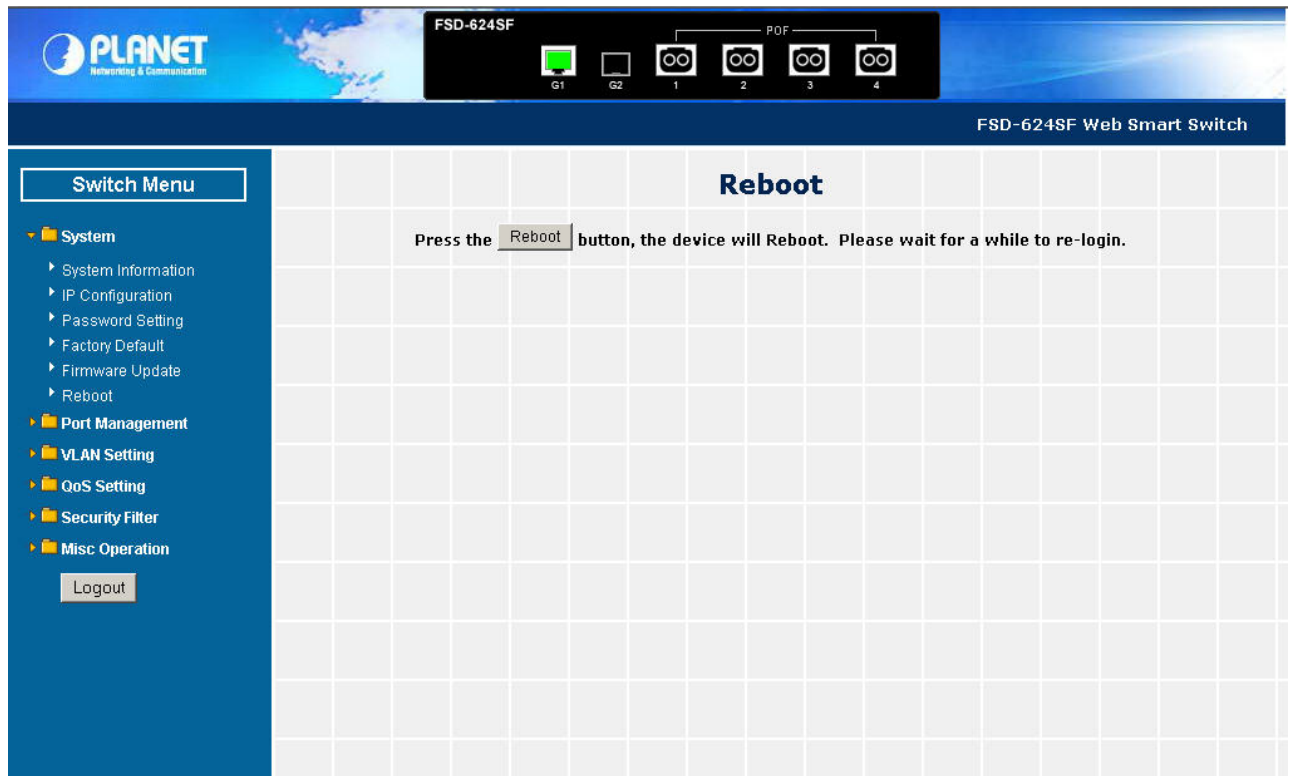 FSD-624SF
POF
PLANET
Networking & Communication
G1 G2 1 2 3 4
FSD-624SF Web Smart Switch
Switch Menu
System
System Information
IP Configuration
Password Setting
Factory Default
Firmware Update
Reboot
Port Management
VLAN Setting
QoS Setting
Security Filter
Misc Operation
Logout
Reboot
Press the Reboot button, the device will Reboot. Please wait for a while to re-login.